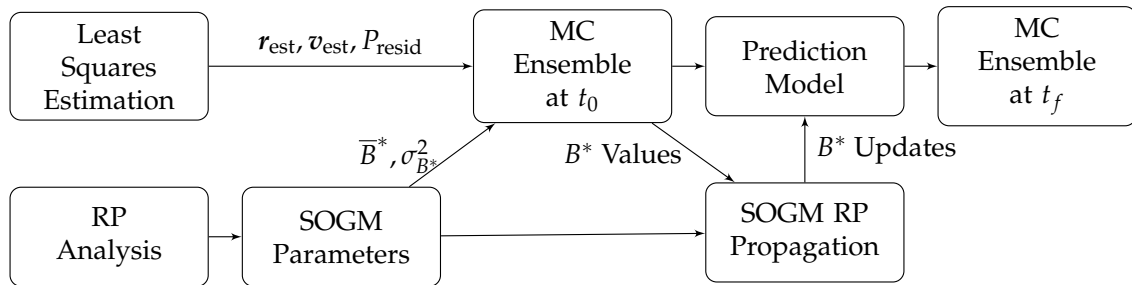 Least
Squares
Estimation
r_est, v_est, P_resid
MC
Ensemble
at t_0
Prediction
Model
MC
Ensemble
at t_f
B̅*, σ²_B*
B* Values
B* Updates
RP
Analysis
SOGM
Parameters
SOGM RP
Propagation